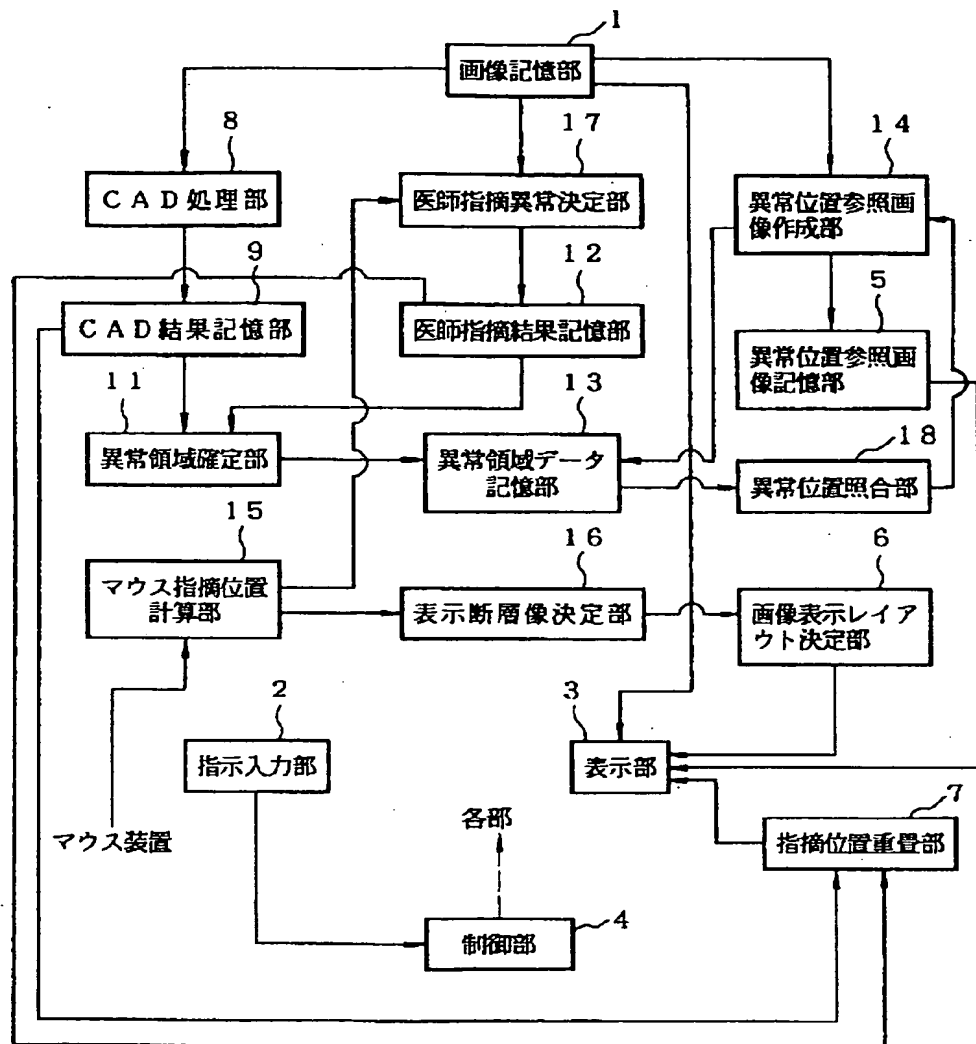 1
画像記憶部
8
CAD処理部
17
医師指摘異常決定部
14
異常位置参照画
像作成部
9
CAD結果記憶部
12
医師指摘結果記憶部
5
異常位置参照画
像記憶部
11
異常領域確定部
13
異常領域データ
記憶部
18
異常位置照合部
15
マウス指摘位置
計算部
16
表示断層像決定部
6
画像表示レイア
ウト決定部
2
指示入力部
3
表示部
7
指摘位置重畳部
マウス装置
各部
4
制御部